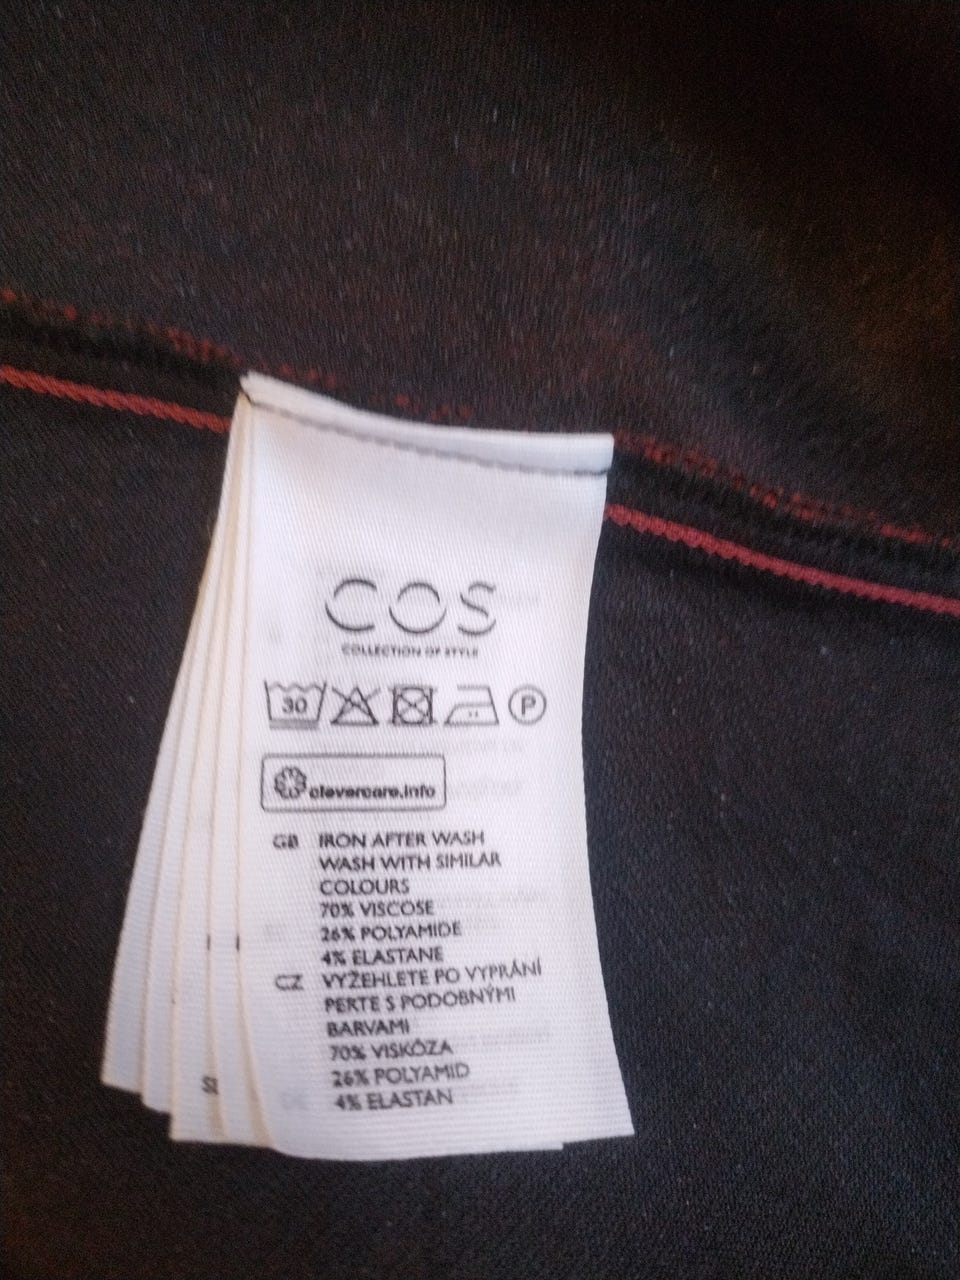 COS
COLLECTION OF STYLE
30 P
clevercare.info
GB IRON AFTER WASH
WASH WITH SIMILAR
COLOURS
70% VISCOSE
26% POLYAMIDE
4% ELASTANE
CZ VYŽEHLETE PO VYPRÁNÍ
PERTE S PODOBNÝMI
BARVAMI
70% VISKÓZA
26% POLYAMID
4% ELASTAN